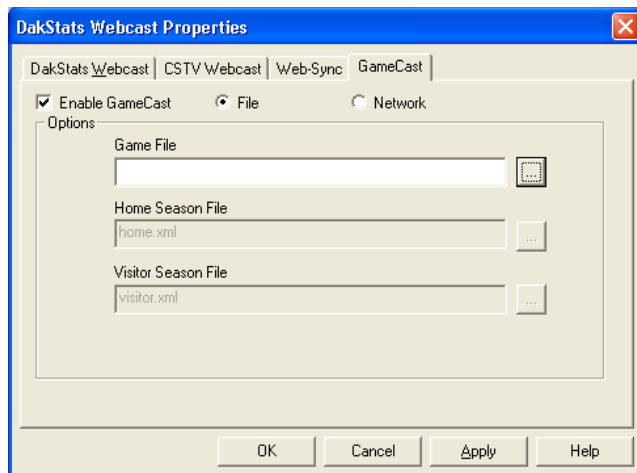 DakStats Webcast Properties
DakStats Webcast CSTV Webcast Web-Sync GameCast
Enable GameCast File Network
Options
Game File
...
Home Season File
home.xml ...
Visitor Season File
visitor.xml ...
OK Cancel Apply Help